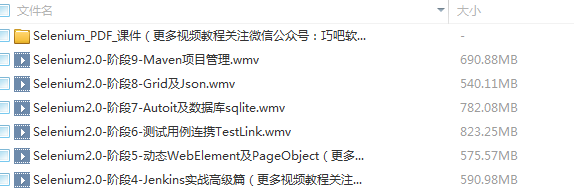 文件名 大小
Selenium_PDF_课件（更多视频教程关注微信公众号：巧吧软... -
Selenium2.0-阶段9-Maven项目管理.wmv 690.88MB
Selenium2.0-阶段8-Grid及Json.wmv 540.11MB
Selenium2.0-阶段7-Autoit及数据库sqlite.wmv 782.08MB
Selenium2.0-阶段6-测试用例连携TestLink.wmv 823.25MB
Selenium2.0-阶段5-动态WebElement及PageObject（更多... 575.57MB
Selenium2.0-阶段4-Jenkins实战高级篇（更多视频教程关注... 590.98MB